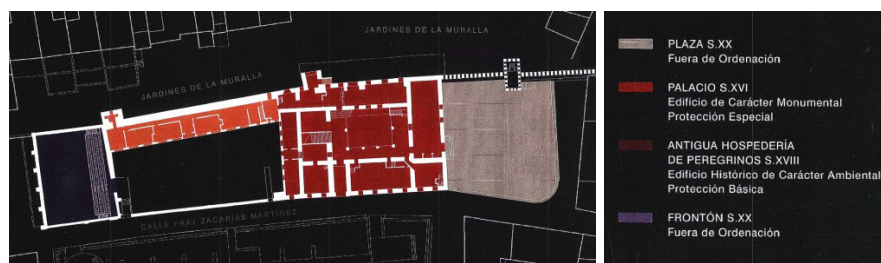 JARDINES DE LA MURALLA
JARDINES DE LA MURALLA
CALLE FRAY ZACARÍAS MARTÍNEZ
PLAZA S.XX
Fuera de Ordenación
PALACIO S.XVI
Edificio de Carácter Monumental
Protección Especial
ANTIGUA HOSPEDERÍA
DE PEREGRINOS S.XVIII
Edificio Histórico de Carácter Ambiental
Protección Básica
FRONTÓN S.XX
Fuera de Ordenación